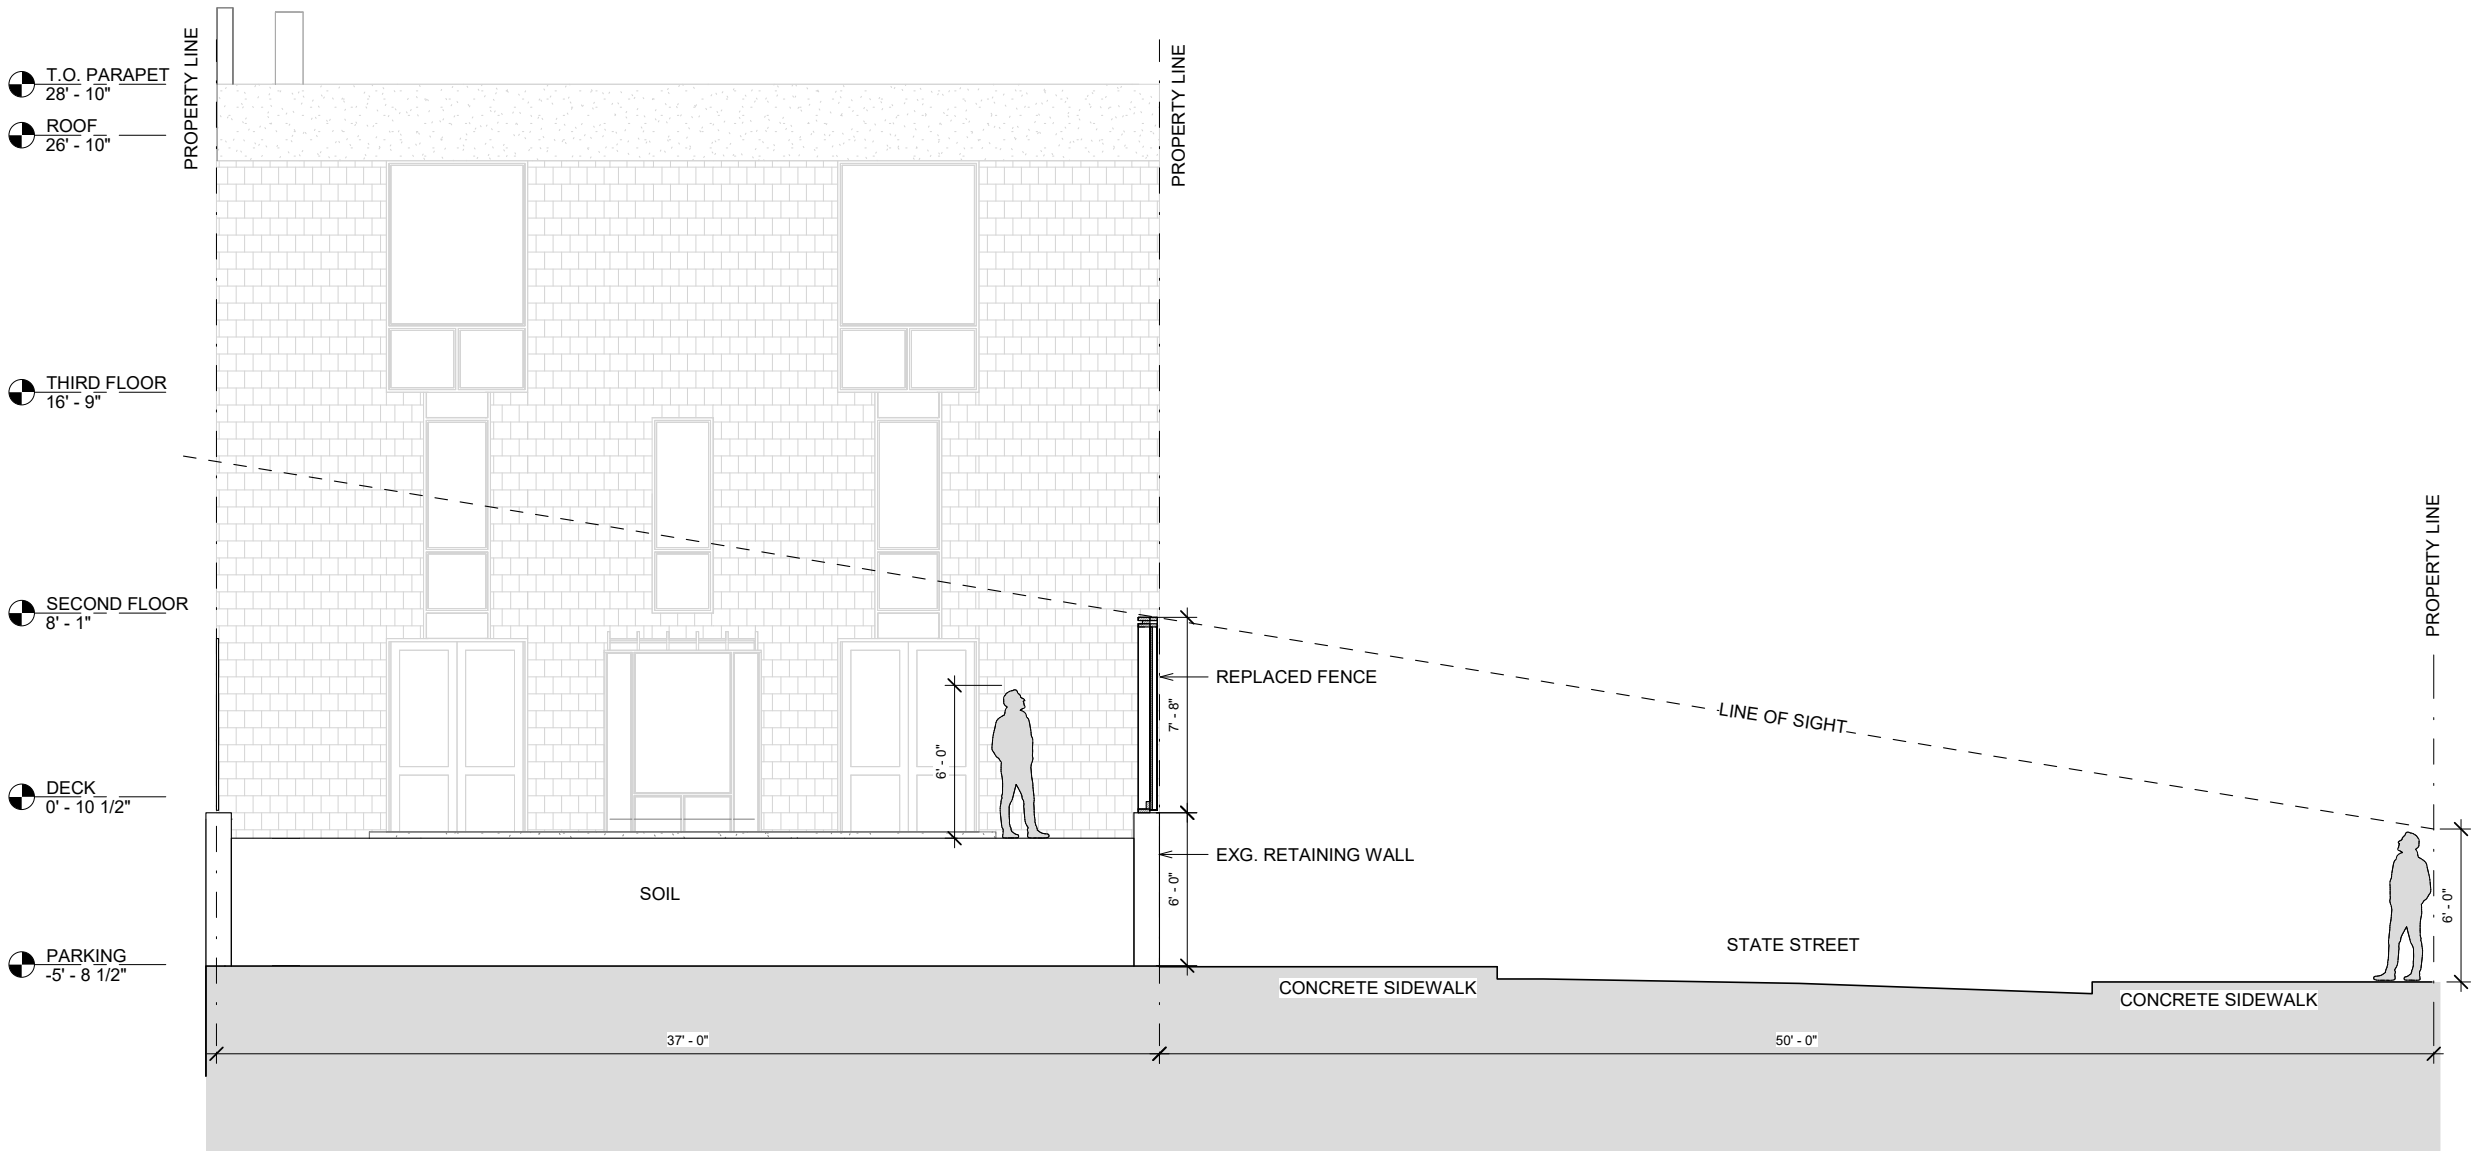 T.O. PARAPET
28' - 10"
ROOF
26' - 10"
PROPERTY LINE
PROPERTY LINE
THIRD FLOOR
16' - 9"
SECOND FLOOR
8' - 1"
PROPERTY LINE
REPLACED FENCE
7' - 8"
LINE OF SIGHT
6' - 0"
DECK
0' - 10 1/2"
EXG. RETAINING WALL
SOIL
6' - 0"
6' - 0"
STATE STREET
PARKING
-5' - 8 1/2"
CONCRETE SIDEWALK
CONCRETE SIDEWALK
37' - 0"
50' - 0"